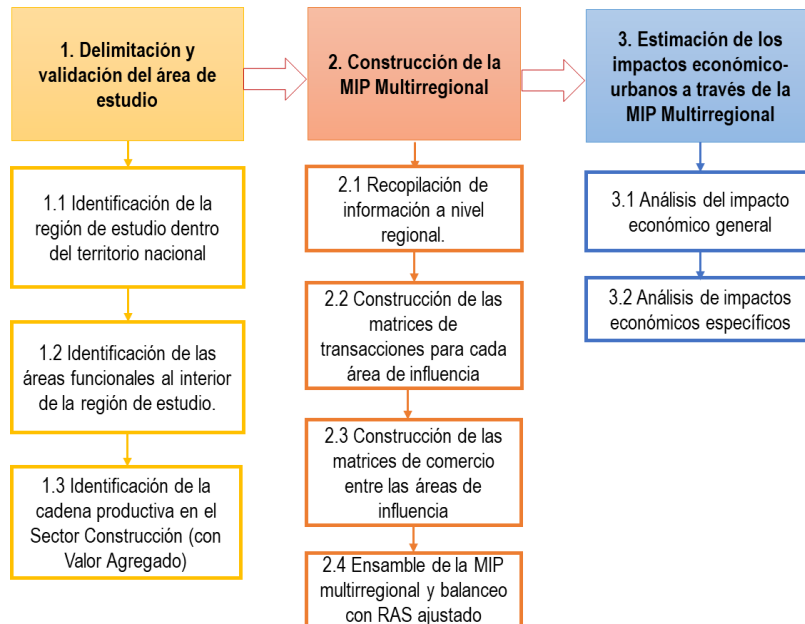 1. Delimitación y
validación del área de
estudio
1.1 Identificación de la
región de estudio dentro
del territorio nacional
1.2 Identificación de las
áreas funcionales al interior
de la región de estudio.
1.3 Identificación de la
cadena productiva en el
Sector Construcción (con
Valor Agregado)
2. Construcción de la
MIP Multirregional
2.1 Recopilación de
información a nivel
regional.
2.2 Construcción de las
matrices de
transacciones para cada
área de influencia
2.3 Construcción de las
matrices de comercio
entre las áreas de
influencia
2.4 Ensamble de la MIP
multirregional y balanceo
con RAS ajustado
3. Estimación de los
impactos económico-
urbanos a través de la
MIP Multirregional
3.1 Análisis del impacto
económico general
3.2 Análisis de impactos
económicos específicos